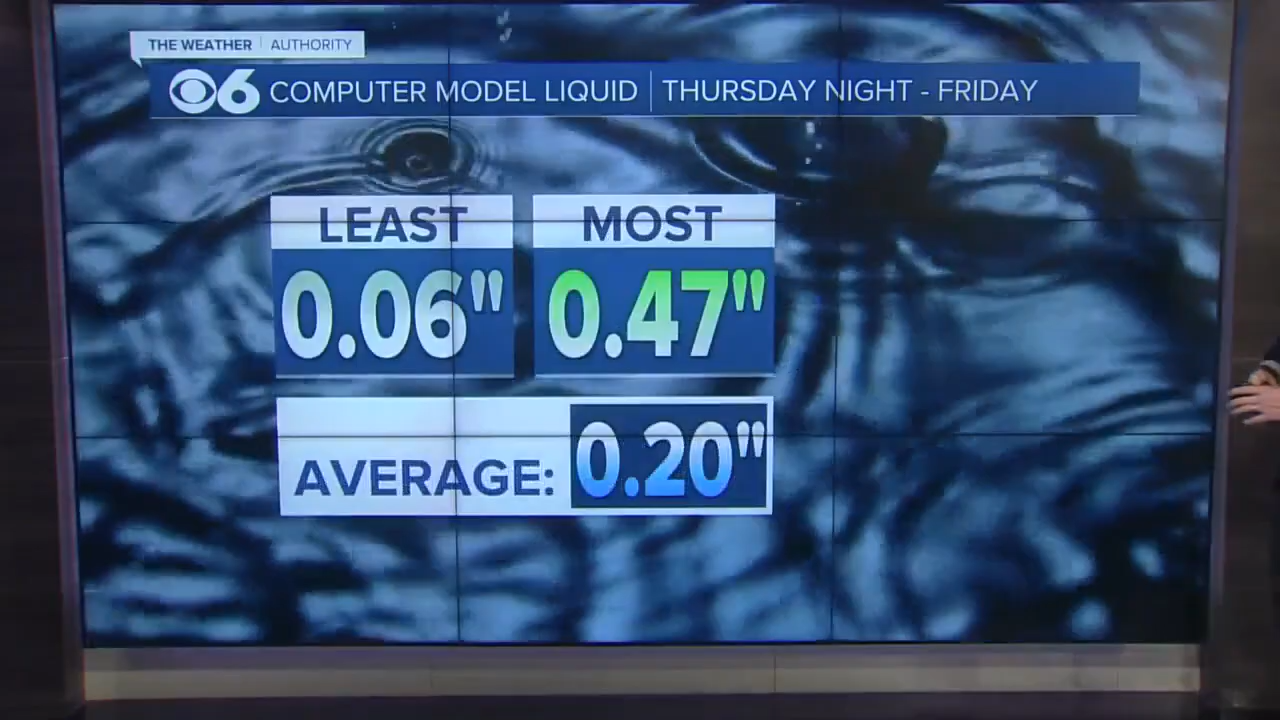 THE WEATHER | AUTHORITY
6 COMPUTER MODEL LIQUID | THURSDAY NIGHT - FRIDAY
LEAST
0.06"
MOST
0.47"
AVERAGE: 0.20"